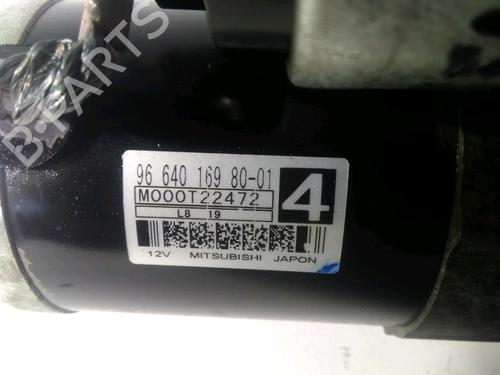 B-PARTS
96 640 169 80-01
M000T22472
4
L8 19
12V MITSUBISHI JAPON